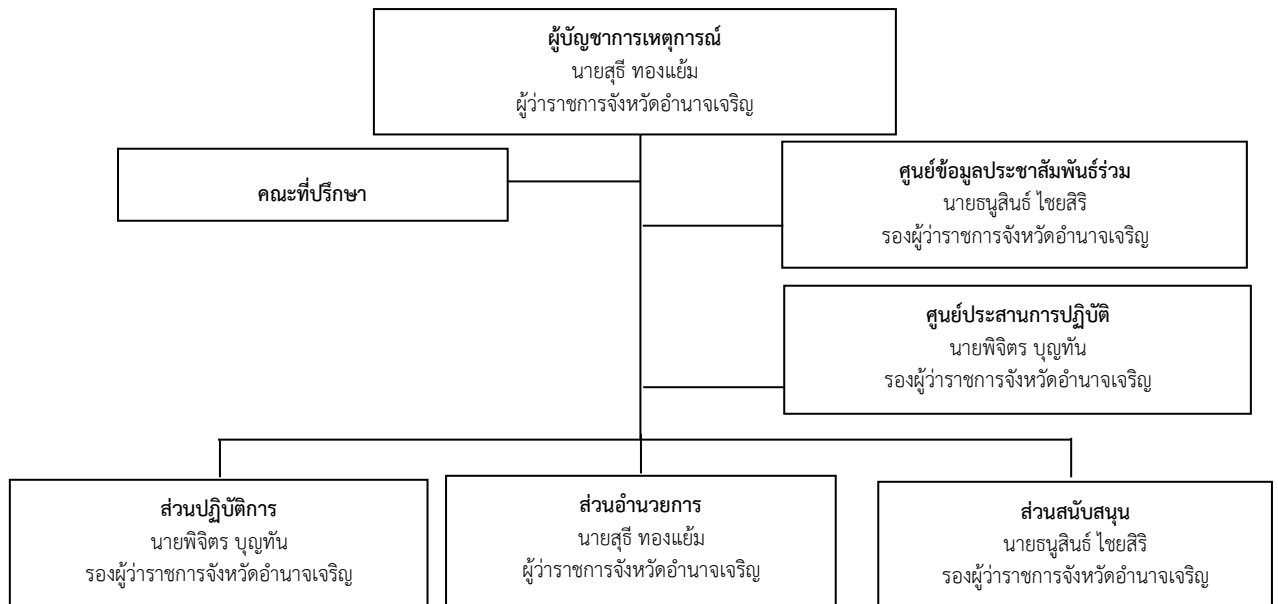 ผู้บัญชาการเหตุการณ์
นายสุธี ทองแย้ม
ผู้ว่าราชการจังหวัดอำนาจเจริญ
คณะที่ปรึกษา
ศูนย์ข้อมูลประชาสัมพันธ์ร่วม
นายธนูสินธ์ ไชยสิริ
รองผู้ว่าราชการจังหวัดอำนาจเจริญ
ศูนย์ประสานการปฏิบัติ
นายพิจิตร บุญทัน
รองผู้ว่าราชการจังหวัดอำนาจเจริญ
ส่วนปฏิบัติการ
นายพิจิตร บุญทัน
รองผู้ว่าราชการจังหวัดอำนาจเจริญ
ส่วนอำนวยการ
นายสุธี ทองแย้ม
ผู้ว่าราชการจังหวัดอำนาจเจริญ
ส่วนสนับสนุน
นายธนูสินธ์ ไชยสิริ
รองผู้ว่าราชการจังหวัดอำนาจเจริญ